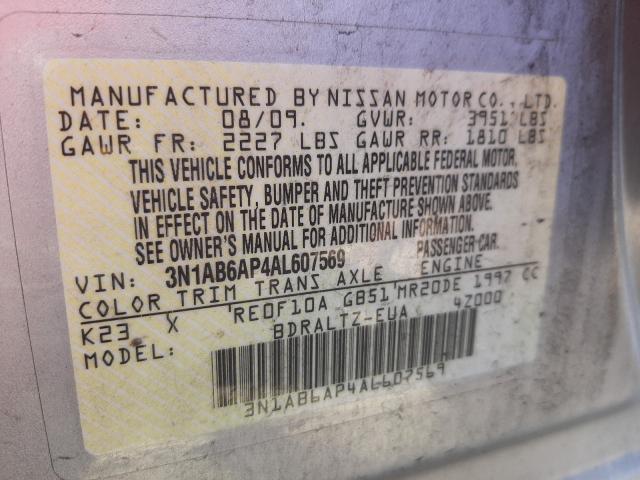 MANUFACTURED BY NISSAN MOTOR CO., LTD.
DATE: 08/09. GVWR: 3951 LBS
GAWR FR: 2227 LBS GAWR RR: 1810 LBS
THIS VEHICLE CONFORMS TO ALL APPLICABLE FEDERAL MOTOR.
VEHICLE SAFETY, BUMPER AND THEFT PREVENTION STANDARDS
IN EFFECT ON THE DATE OF MANUFACTURE SHOWN ABOVE.
SEE OWNER'S MANUAL FOR ADDITIONAL INFORMATION.
VIN: 3N1AB6AP4AL607569 PASSENGER CAR.
COLOR TRIM TRANS AXLE ENGINE
K23 X RE0F10A GB51 MR20DE 1997 CC
MODEL: BDRALTZ-EUA 4Z000
3N1AB6AP4AL607569